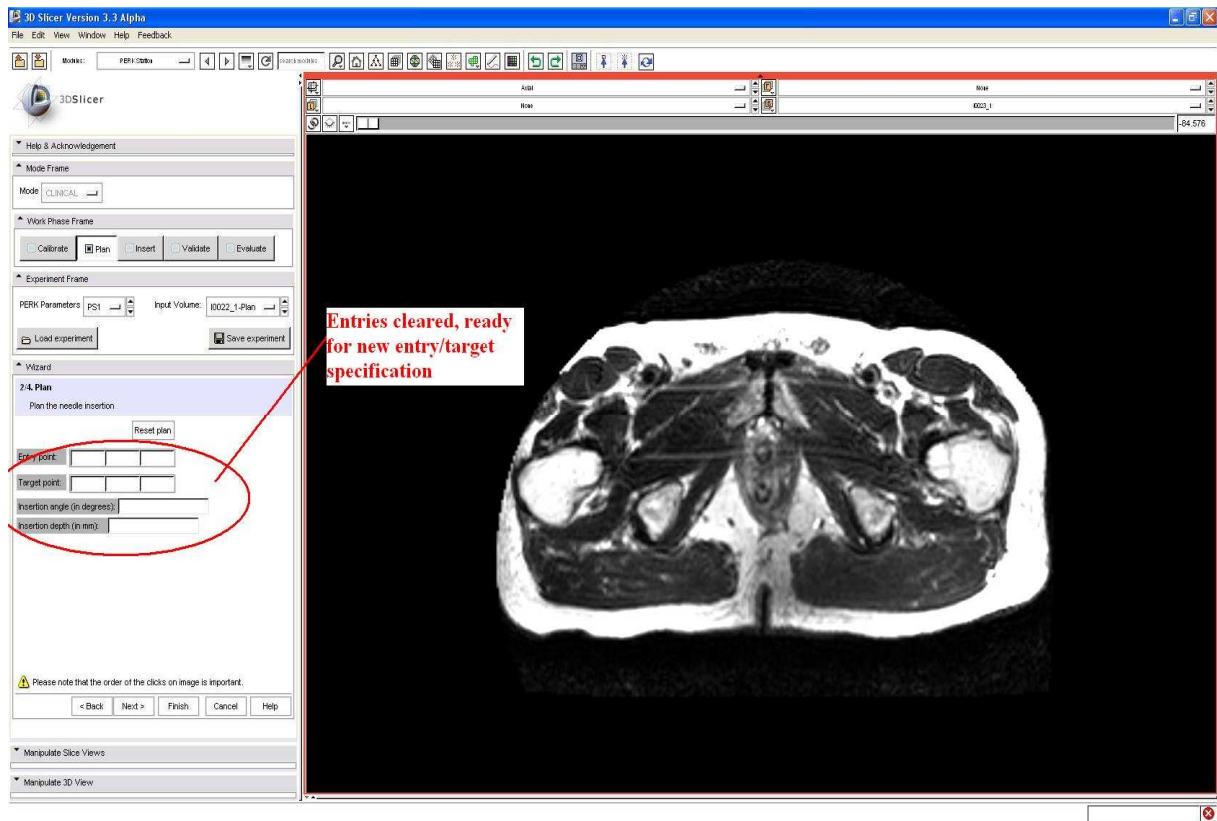 3D Slicer Version 3.3 Alpha
File Edit View Window Help Feedback
Modules: PERK Station search modules
3DSlicer
Axial None
None I0023_1
-84.576
Help & Acknowledgement
Mode Frame
Mode CLINICAL
Work Phase Frame
Calibrate Plan Insert Validate Evaluate
Experiment Frame
PERK Parameters PS1 Input Volume: I0022_1-Plan
Load experiment Save experiment
Entries cleared, ready
for new entry/target
specification
Wizard
2/4. Plan
Plan the needle insertion
Reset plan
Entry point:
Target point:
Insertion angle (in degrees):
Insertion depth (in mm):
Please note that the order of the clicks on image is important.
< Back Next > Finish Cancel Help
Manipulate Slice Views
Manipulate 3D View